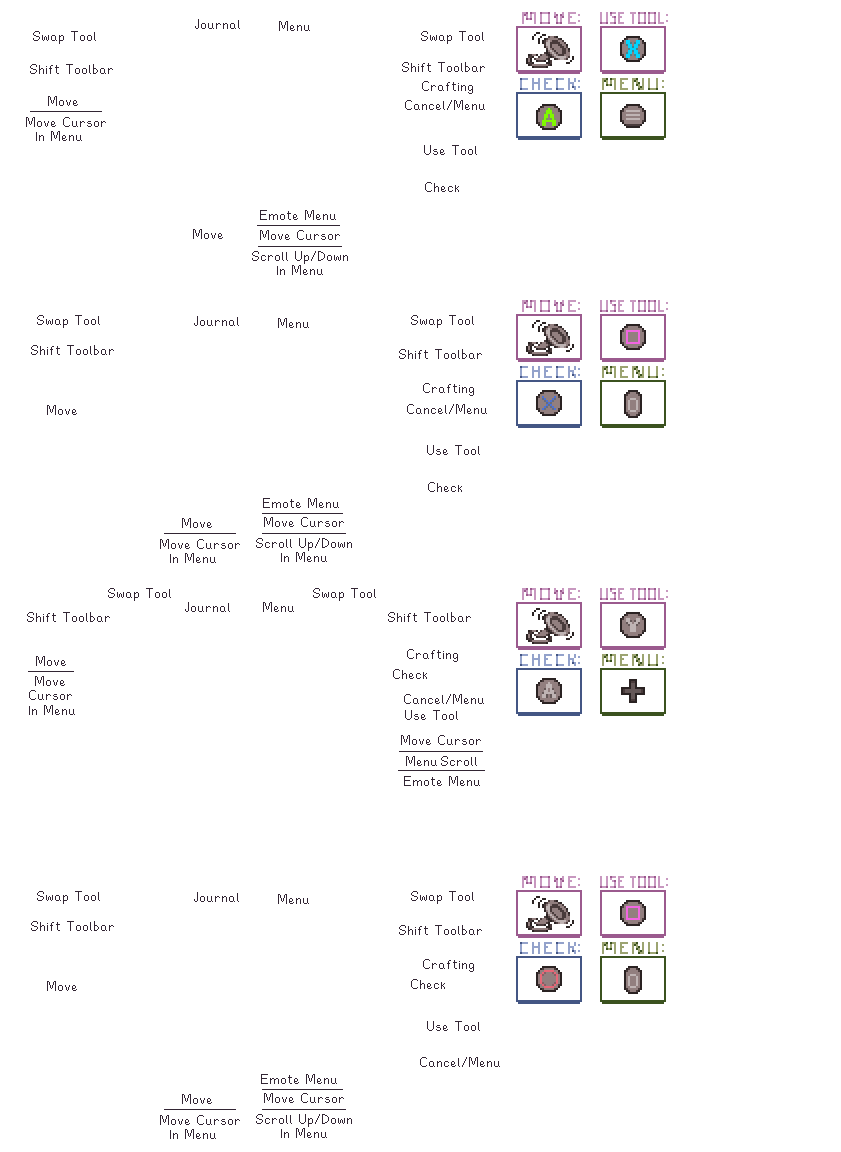 Journal
Menu
Swap Tool
Swap Tool
MOVE:
USE TOOL:
X
Shift Toolbar
Shift Toolbar
Crafting
CHECK:
MENU:
A
Move
Cancel/Menu
Move Cursor
In Menu
Use Tool
Check
Emote Menu
Move
Move Cursor
Scroll Up/Down
In Menu
MOVE:
USE TOOL:
Swap Tool
Journal
Menu
Swap Tool
Shift Toolbar
Shift Toolbar
CHECK:
MENU:
Crafting
Move
Cancel/Menu
Use Tool
Check
Emote Menu
Move
Move Cursor
Move Cursor
In Menu
Scroll Up/Down
In Menu
Swap Tool
Swap Tool
MOVE:
USE TOOL:
Y
Journal
Menu
Shift Toolbar
Shift Toolbar
Crafting
CHECK:
MENU:
A
Move
Check
Move
Cursor
In Menu
Cancel/Menu
Use Tool
Move Cursor
Menu Scroll
Emote Menu
MOVE:
USE TOOL:
Swap Tool
Journal
Menu
Swap Tool
Shift Toolbar
Shift Toolbar
CHECK:
MENU:
Crafting
Move
Check
Use Tool
Cancel/Menu
Emote Menu
Move
Move Cursor
Move Cursor
In Menu
Scroll Up/Down
In Menu